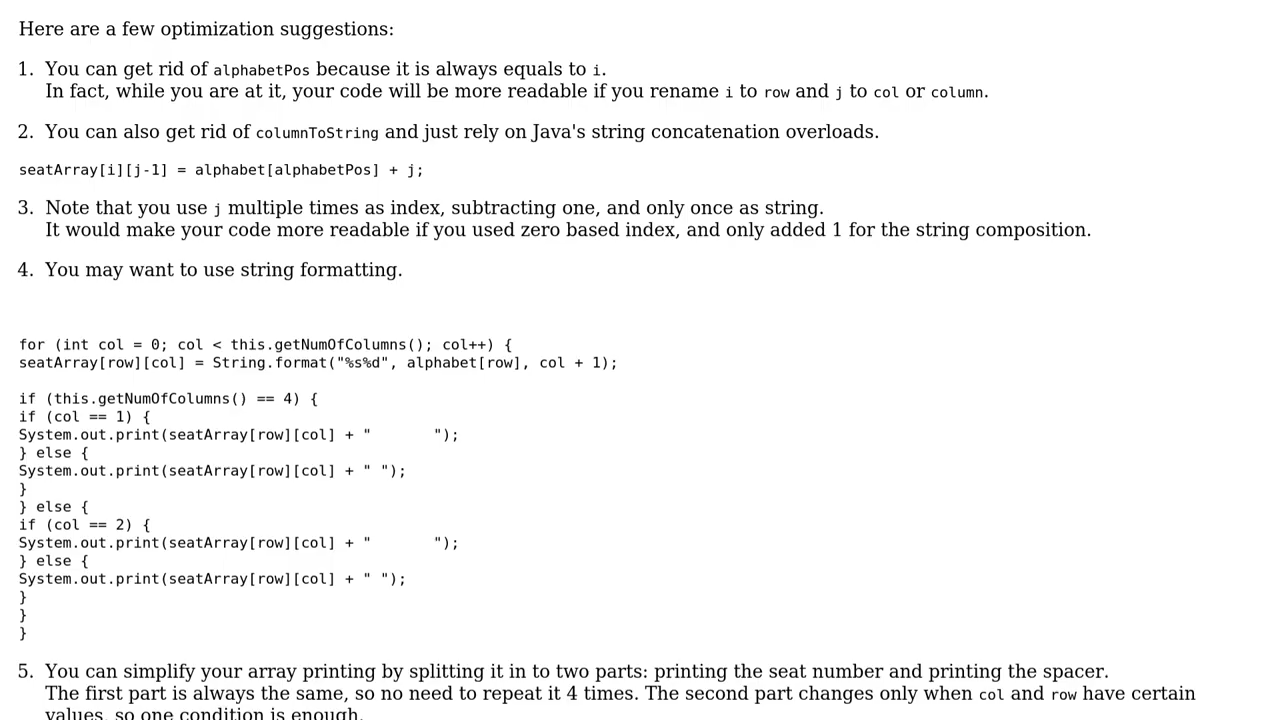 Here are a few optimization suggestions:
1. You can get rid of alphabetPos because it is always equals to i.
In fact, while you are at it, your code will be more readable if you rename i to row and j to col or column.
2. You can also get rid of columnToString and just rely on Java's string concatenation overloads.
seatArray[i][j-1] = alphabet[alphabetPos] + j;
3. Note that you use j multiple times as index, subtracting one, and only once as string.
It would make your code more readable if you used zero based index, and only added 1 for the string composition.
4. You may want to use string formatting.
for (int col = 0; col < this.getNumOfColumns(); col++) {
seatArray[row][col] = String.format("%s%d", alphabet[row], col + 1);
if (this.getNumOfColumns() == 4) {
if (col == 1) {
System.out.print(seatArray[row][col] + "       ");
} else {
System.out.print(seatArray[row][col] + " ");
}
} else {
if (col == 2) {
System.out.print(seatArray[row][col] + "       ");
} else {
System.out.print(seatArray[row][col] + " ");
}
}
}
5. You can simplify your array printing by splitting it in to two parts: printing the seat number and printing the spacer.
The first part is always the same, so no need to repeat it 4 times. The second part changes only when col and row have certain
values, so one condition is enough.